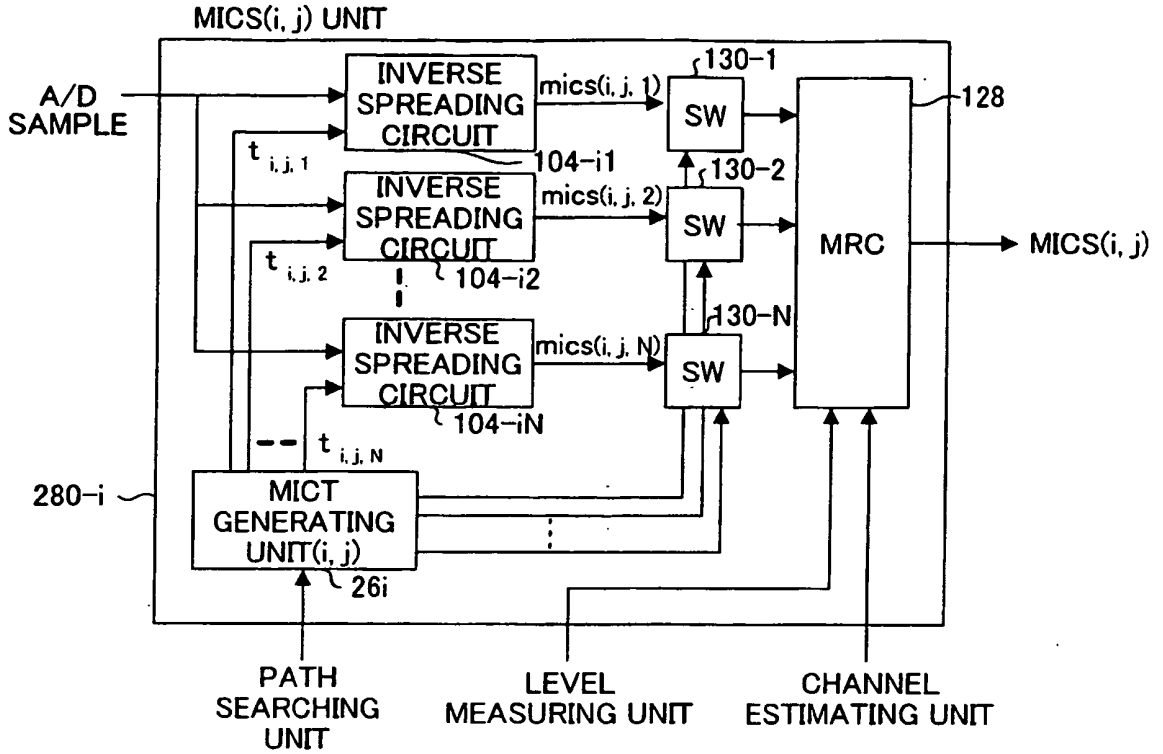 MICS(i, j) UNIT
A/D
SAMPLE
INVERSE
SPREADING
CIRCUIT
104-i1
t i, j, 1
mics(i, j, 1)
130-1
SW
128
INVERSE
SPREADING
CIRCUIT
104-i2
t i, j, 2
mics(i, j, 2)
130-2
SW
MRC
MICS(i, j)
INVERSE
SPREADING
CIRCUIT
104-iN
t i, j, N
mics(i, j, N)
130-N
SW
280-i
MICT
GENERATING
UNIT(i, j)
26i
PATH
SEARCHING
UNIT
LEVEL
MEASURING UNIT
CHANNEL
ESTIMATING UNIT